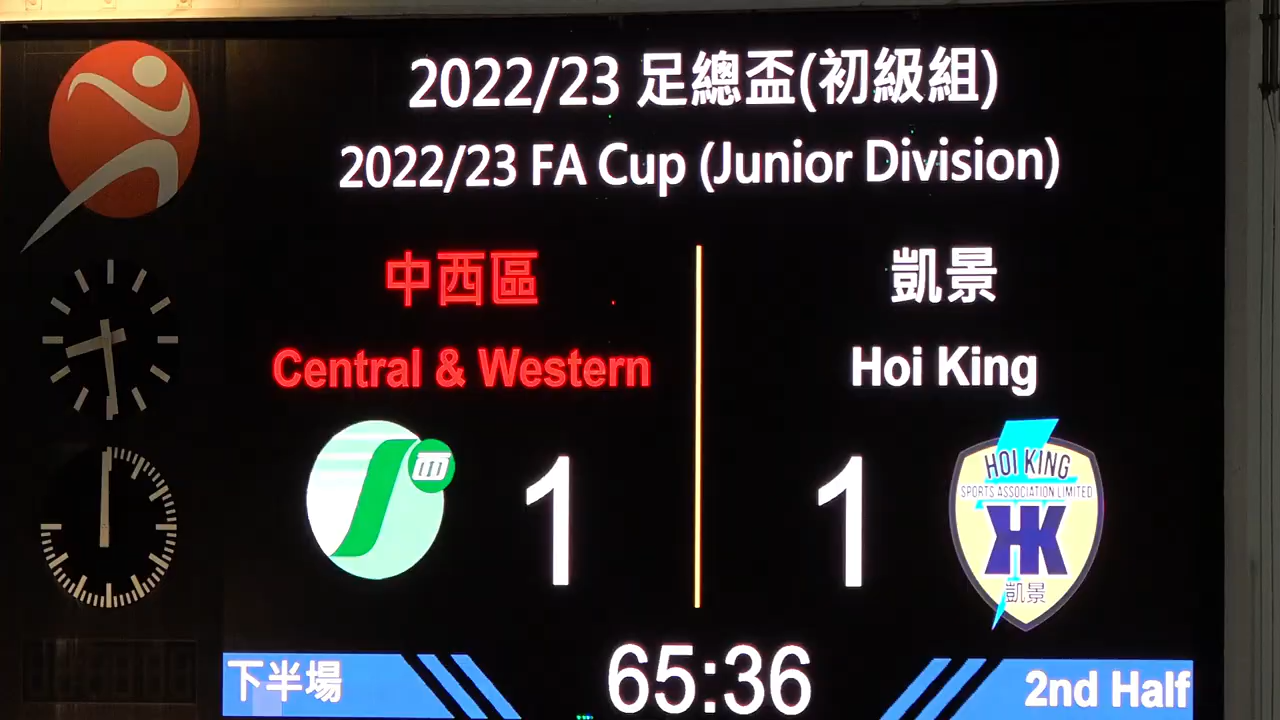 2022/23 足總盃(初級組)
2022/23 FA Cup (Junior Division)
中西區
Central & Western
凱景
Hoi King
西
1
1
HOI KING
SPORTS ASSOCIATION LIMITED
HK
凱景
下半場
65:36
2nd Half